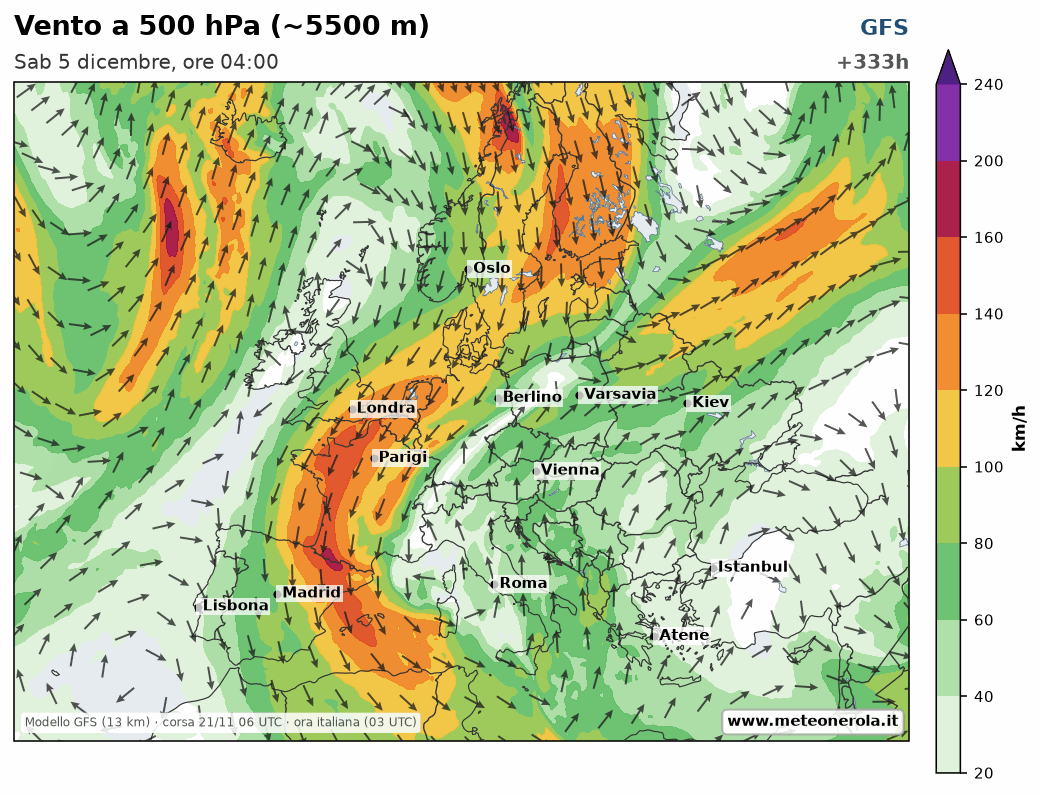 Vento a 500 hPa (~5500 m)
GFS
Sab 5 dicembre, ore 04:00
+333h
240
200
160
140
120
100
80
60
40
20
km/h
Oslo
Londra
Berlino
Varsavia
Kiev
Parigi
Vienna
Istanbul
Roma
Madrid
Lisbona
Atene
Modello GFS (13 km) · corsa 21/11 06 UTC · ora italiana (03 UTC)
www.meteonerola.it